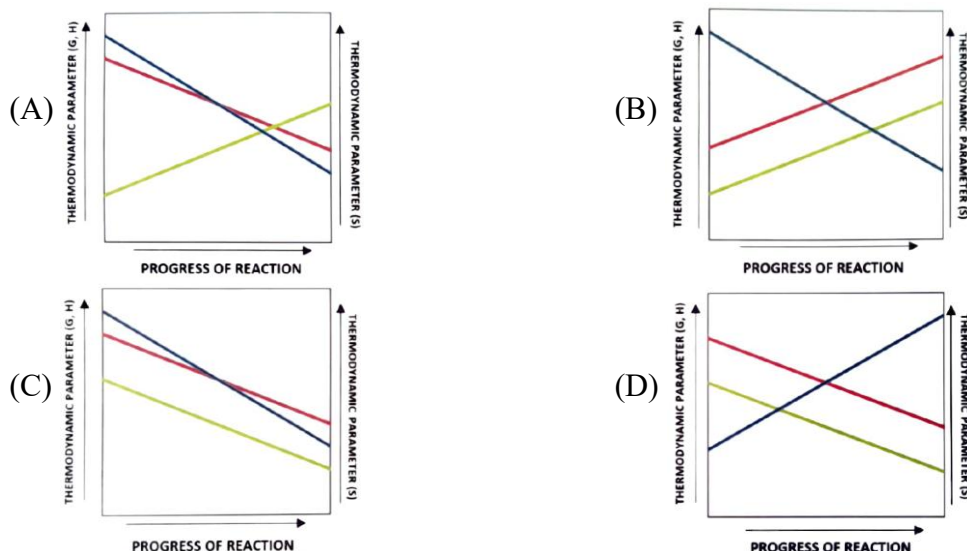 (A)
THERMODYNAMIC PARAMETER (G, H)
THERMODYNAMIC PARAMETER (S)
PROGRESS OF REACTION
(B)
THERMODYNAMIC PARAMETER (G, H)
THERMODYNAMIC PARAMETER (S)
PROGRESS OF REACTION
(C)
THERMODYNAMIC PARAMETER (G, H)
THERMODYNAMIC PARAMETER (S)
PROGRESS OF REACTION
(D)
THERMODYNAMIC PARAMETER (G, H)
THERMODYNAMIC PARAMETER (S)
PROGRESS OF REACTION